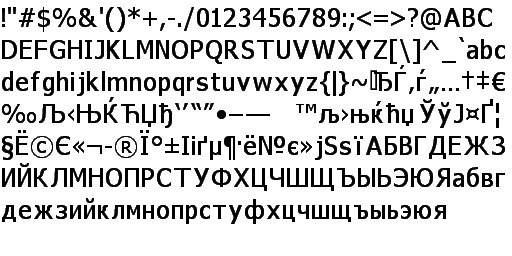 !"#$%&'()*+,-./0123456789:;<=>?@ABC
DEFGHIJKLMNOPQRSTUVWXYZ[\]^_`abc
defghijklmnopqrstuvwxyz{|}~▯ЂЃ‚ѓ„…†‡€
‰Љ‹ЊЌЋЏђ‘’“”•–— ™љ›њќћџ ЎўЈ¤Ґ¦
§Ё©Є«¬-®Ї°±Ііґµ¶·ё№є»јЅѕїАБВГДЕЖЗ
ИЙКЛМНОПРСТУФХЦЧШЩЪЫЬЭЮЯабвг
дежзийклмнопрстуфхцчшщъыьэюя